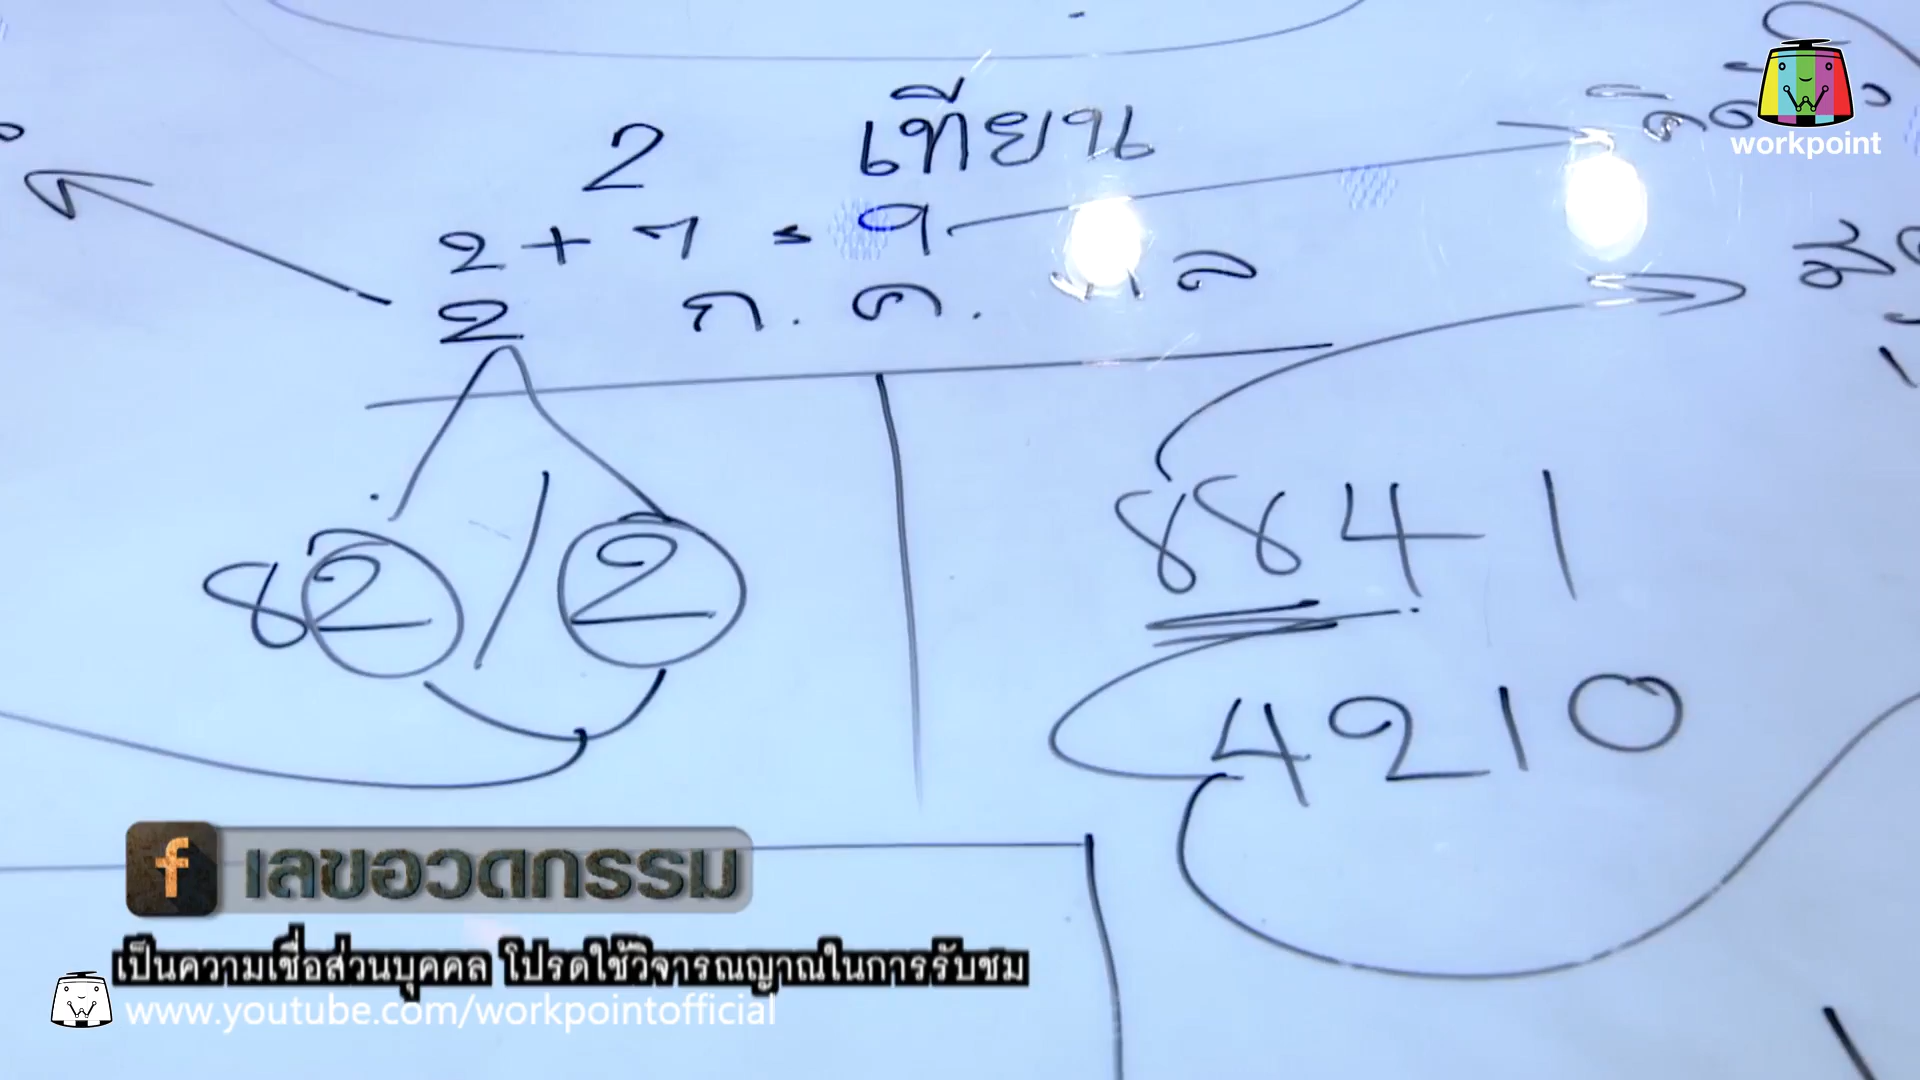 workpoint
2 เทียน
2 + 7 = 9
2 ก.ค.
82 / 2
8841
4210
เลขอวดกรรม
เป็นความเชื่อส่วนบุคคล โปรดใช้วิจารณญาณในการรับชม
www.youtube.com/workpointofficial